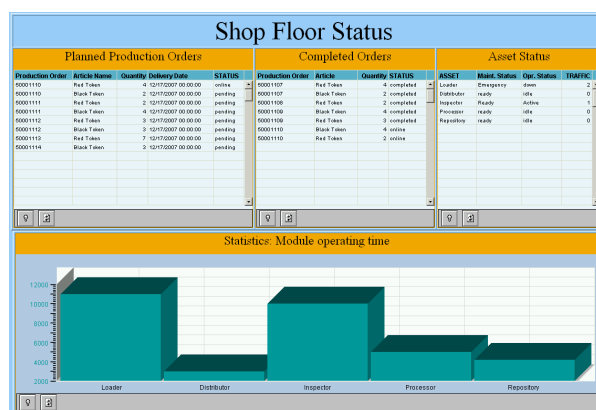 Shop Floor Status
Planned Production Orders
Production Order Article Name Quantity Delivery Date STATUS
50001110 Red Token 4 12/17/2007 00:00:00 online
50001110 Black Token 2 12/17/2007 00:00:00 pending
50001111 Red Token 2 12/17/2007 00:00:00 pending
50001111 Black Token 4 12/17/2007 00:00:00 pending
50001112 Red Token 3 12/17/2007 00:00:00 pending
50001112 Black Token 3 12/17/2007 00:00:00 pending
50001113 Red Token 7 12/17/2007 00:00:00 pending
50001114 Black Token 2 12/17/2007 00:00:00 pending
Completed Orders
Production Order Article Quantity STATUS
50001107 Red Token 4 completed
50001107 Black Token 2 completed
50001108 Red Token 2 completed
50001109 Black Token 4 completed
50001109 Red Token 3 completed
50001110 Black Token 4 online
50001110 Red Token 2 online
Asset Status
ASSET Maint. Status Opr. Status TRAFFIC
Loader Emergency down 2
Distributor ready idle 0
Inspector Ready Active 1
Processor ready idle 0
Repository ready idle 0
Statistics: Module operating time
12000
10000
8000
6000
4000
2000
Loader Distributor Inspector Processor Repository